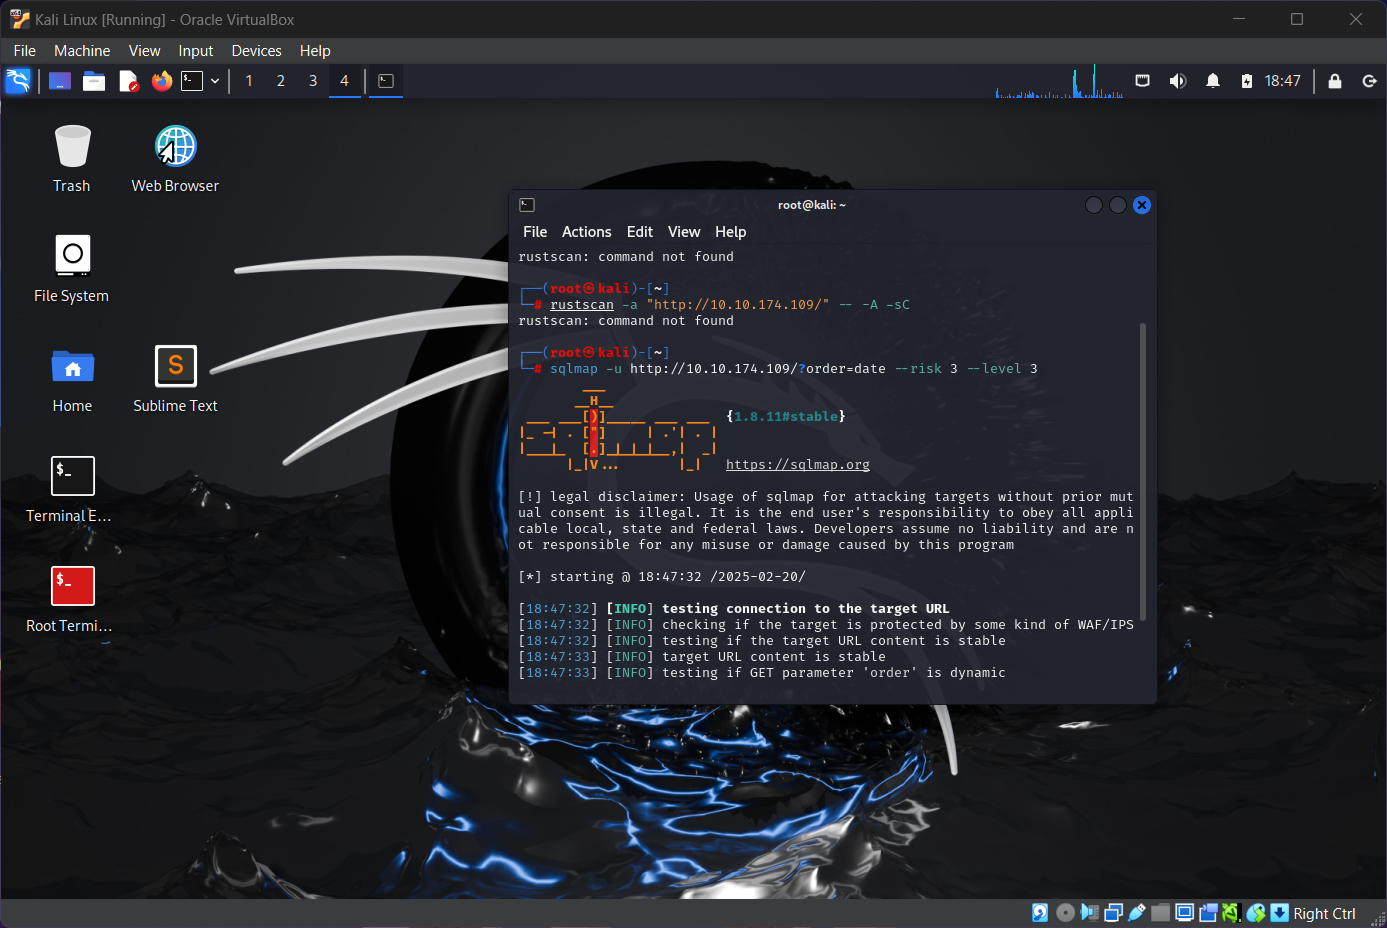 Kali Linux [Running] - Oracle VirtualBox
File Machine View Input Devices Help
1 2 3 4 18:47
Trash
Web Browser
File System
Home
Sublime Text
Terminal E...
Root Termi...
root@kali: ~
File Actions Edit View Help
rustscan: command not found
┌──(root㉿kali)-[~]
└─# rustscan -a "http://10.10.174.109/" -- -A -sC
rustscan: command not found
┌──(root㉿kali)-[~]
└─# sqlmap -u http://10.10.174.109/?order=date --risk 3 --level 3
{1.8.11#stable}
https://sqlmap.org
[!] legal disclaimer: Usage of sqlmap for attacking targets without prior mut
ual consent is illegal. It is the end user's responsibility to obey all appli
cable local, state and federal laws. Developers assume no liability and are n
ot responsible for any misuse or damage caused by this program
[*] starting @ 18:47:32 /2025-02-20/
[18:47:32] [INFO] testing connection to the target URL
[18:47:32] [INFO] checking if the target is protected by some kind of WAF/IPS
[18:47:32] [INFO] testing if the target URL content is stable
[18:47:33] [INFO] target URL content is stable
[18:47:33] [INFO] testing if GET parameter 'order' is dynamic
Right Ctrl